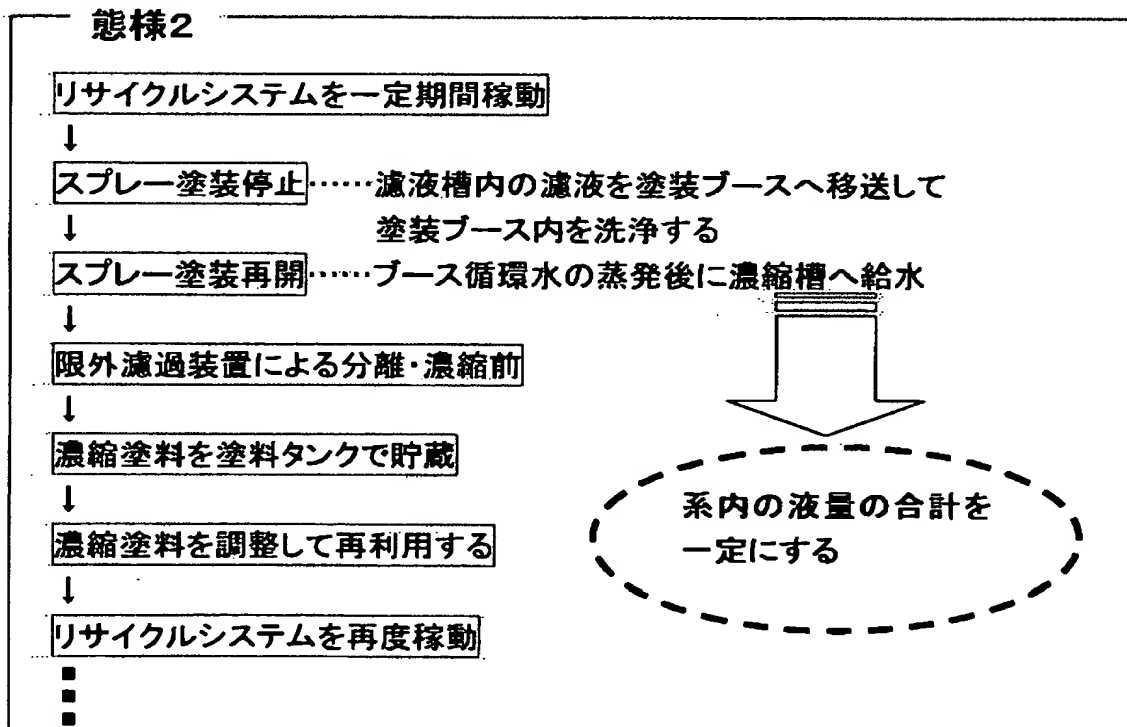 態様2
リサイクルシステムを一定期間稼動
↓
スプレー塗装停止‥‥‥濾液槽内の濾液を塗装ブースへ移送して
↓
塗装ブース内を洗浄する
スプレー塗装再開‥‥‥ブース循環水の蒸発後に濃縮槽へ給水
↓
限外濾過装置による分離・濃縮前
↓
濃縮塗料を塗料タンクで貯蔵
↓
濃縮塗料を調整して再利用する
↓
リサイクルシステムを再度稼動
系内の液量の合計を
一定にする